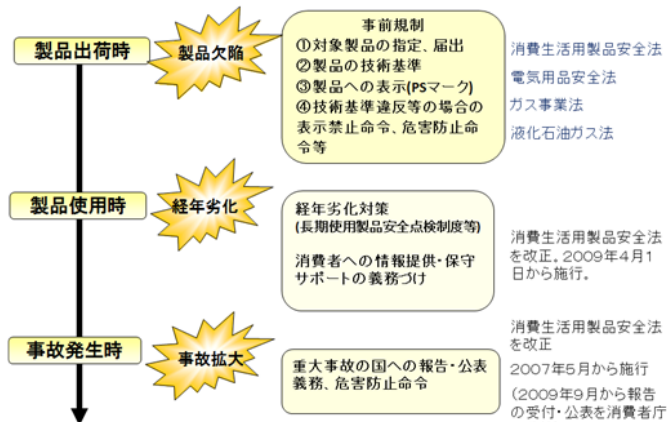 製品出荷時
製品欠陥
事前規制
①対象製品の指定、届出
②製品の技術基準
③製品への表示(PSマーク)
④技術基準違反等の場合の
表示禁止命令、危害防止命
令等
消費生活用製品安全法
電気用品安全法
ガス事業法
液化石油ガス法
製品使用時
経年劣化
経年劣化対策
(長期使用製品安全点検制度等)
消費者への情報提供・保守
サポートの義務づけ
消費生活用製品安全法
を改正。2009年4月1
日から施行。
事故発生時
事故拡大
重大事故の国への報告・公表
義務、危害防止命令
消費生活用製品安全法
を改正
2007年5月から施行
(2009年9月から報告
の受付・公表を消費者庁